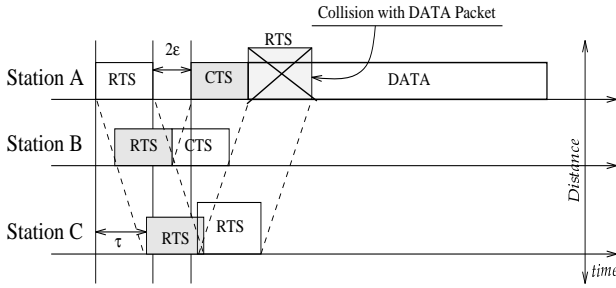 Collision with DATA Packet
RTS
2ε
Station A
RTS
CTS
DATA
Station B
RTS
CTS
Distance
Station C
RTS
RTS
τ
time